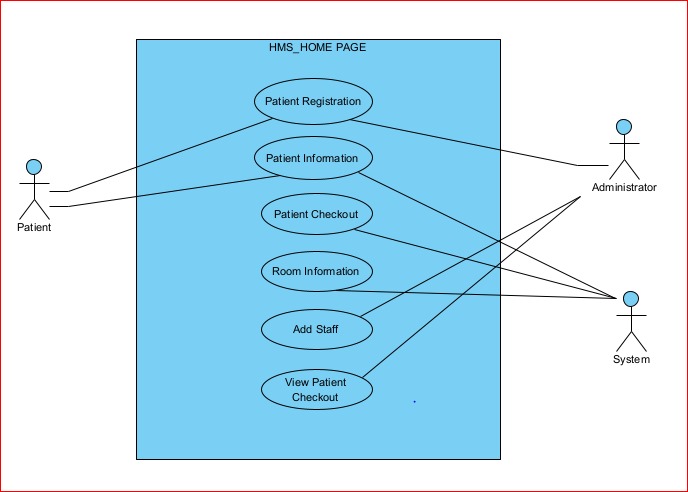 HMS_HOME PAGE
Patient Registration
Patient Information
Patient Checkout
Room Information
Add Staff
View Patient
Checkout
Patient
Administrator
System